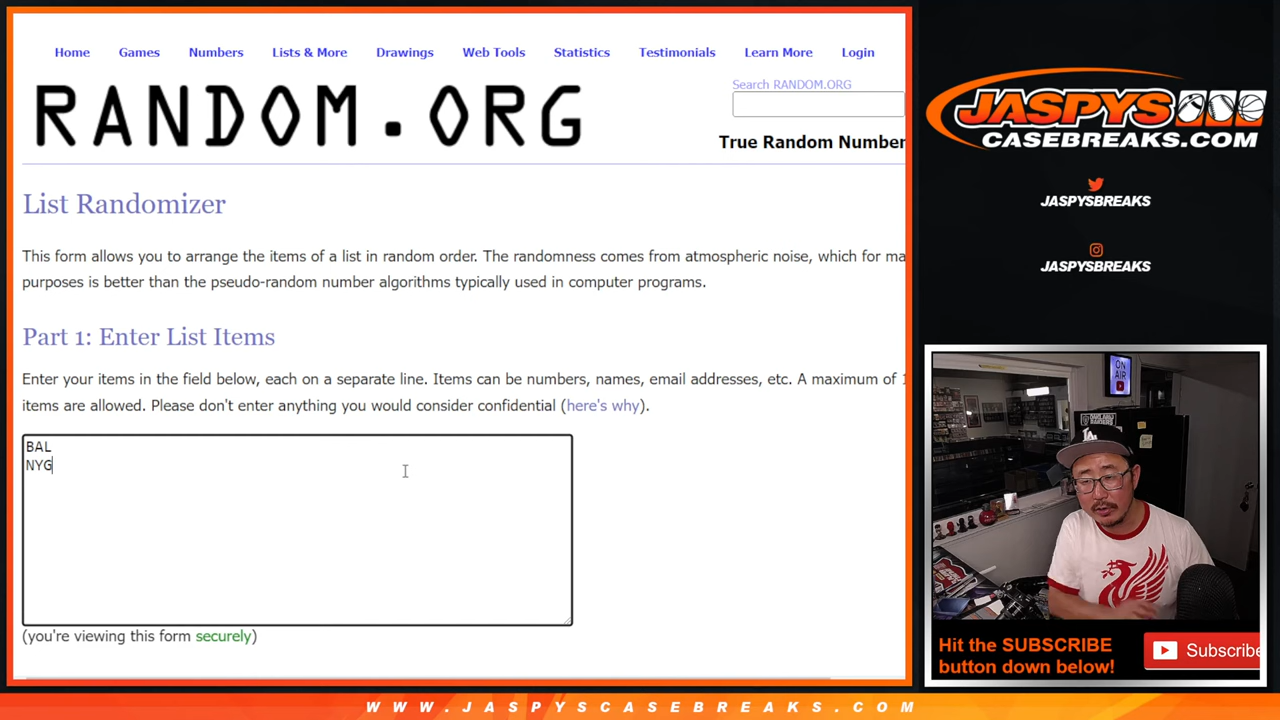 Home Games Numbers Lists & More Drawings Web Tools Statistics Testimonials Learn More Login
Search RANDOM.ORG
RANDOM.ORG
True Random Number
List Randomizer
This form allows you to arrange the items of a list in random order. The randomness comes from atmospheric noise, which for ma
purposes is better than the pseudo-random number algorithms typically used in computer programs.
Part 1: Enter List Items
Enter your items in the field below, each on a separate line. Items can be numbers, names, email addresses, etc. A maximum of 1
items are allowed. Please don't enter anything you would consider confidential (here's why).
BAL
NYG
(you're viewing this form securely)
JASPYS
CASEBREAKS.COM
JASPYSBREAKS
JASPYSBREAKS
ON
AIR
LA
Hit the SUBSCRIBE
button down below!
Subscribe
WWW.JASPYSCASEBREAKS.COM